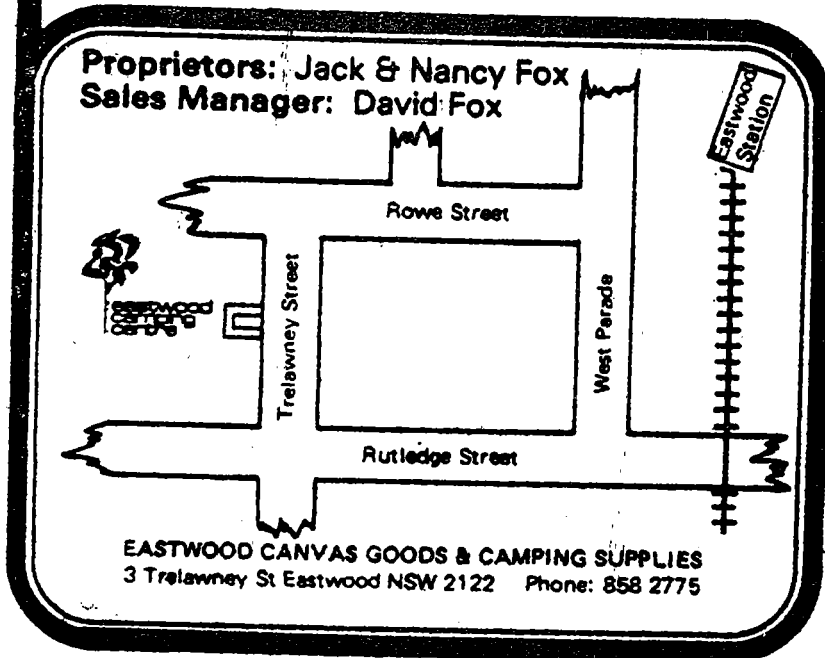 Proprietors: Jack & Nancy Fox
Sales Manager: David Fox
Eastwood
Station
Rowe Street
Trelawney Street
West Parade
eastwood
camping
centre
Rutledge Street
EASTWOOD CANVAS GOODS & CAMPING SUPPLIES
3 Trelawney St Eastwood NSW 2122 Phone: 858 2775